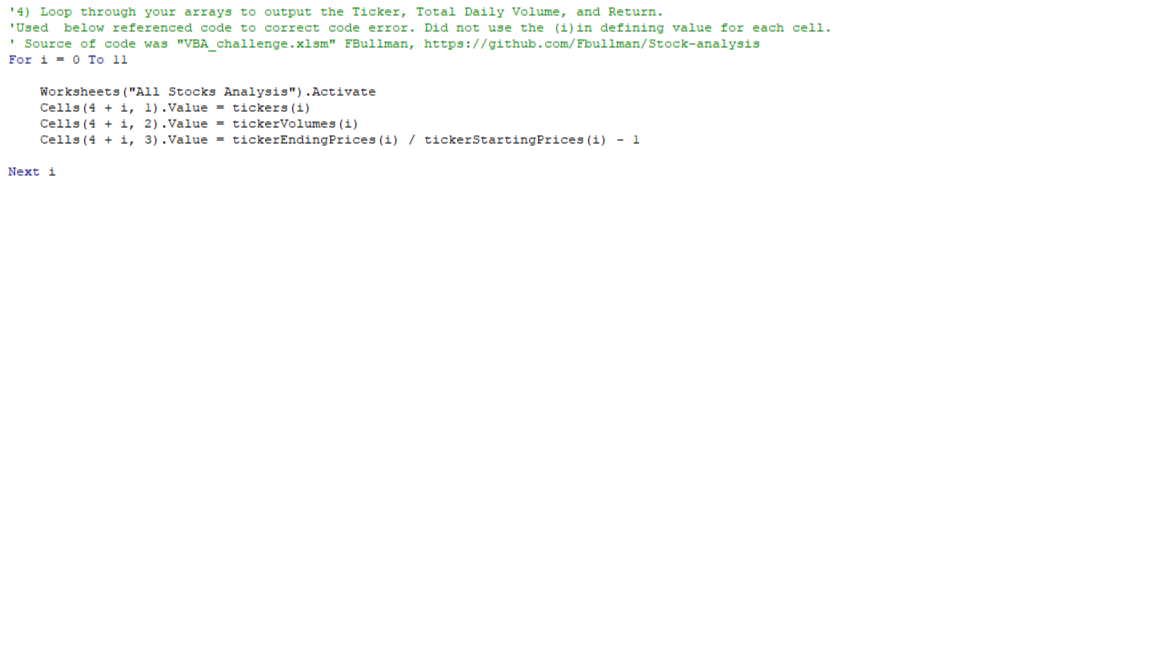 '4) Loop through your arrays to output the Ticker, Total Daily Volume, and Return.
'Used  below referenced code to correct code error. Did not use the (i)in defining value for each cell.
' Source of code was "VBA_challenge.xlsm" FBullman, https://github.com/Fbullman/Stock-analysis
For i = 0 To 11
Worksheets("All Stocks Analysis").Activate
Cells(4 + i, 1).Value = tickers(i)
Cells(4 + i, 2).Value = tickerVolumes(i)
Cells(4 + i, 3).Value = tickerEndingPrices(i) / tickerStartingPrices(i) - 1
Next i